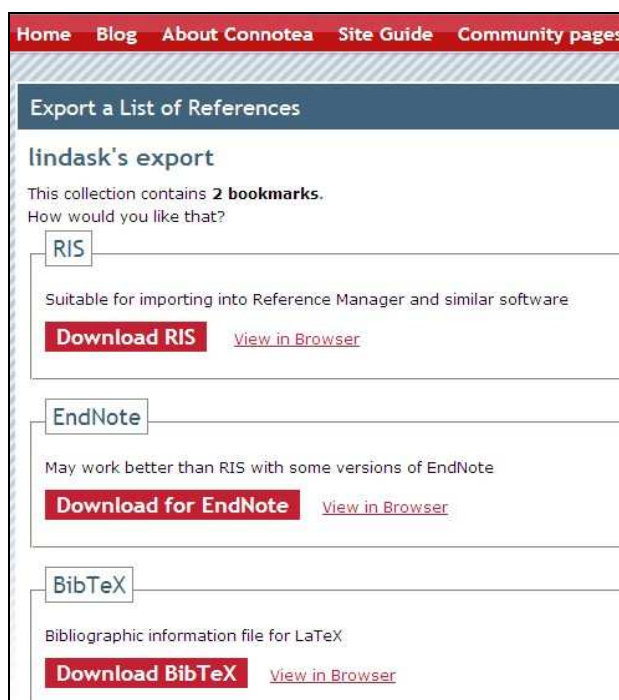 Home Blog About Connotea Site Guide Community pages
Export a List of References
lindask's export
This collection contains 2 bookmarks.
How would you like that?
RIS
Suitable for importing into Reference Manager and similar software
Download RIS View in Browser
EndNote
May work better than RIS with some versions of EndNote
Download for EndNote View in Browser
BibTeX
Bibliographic information file for LaTeX
Download BibTeX View in Browser